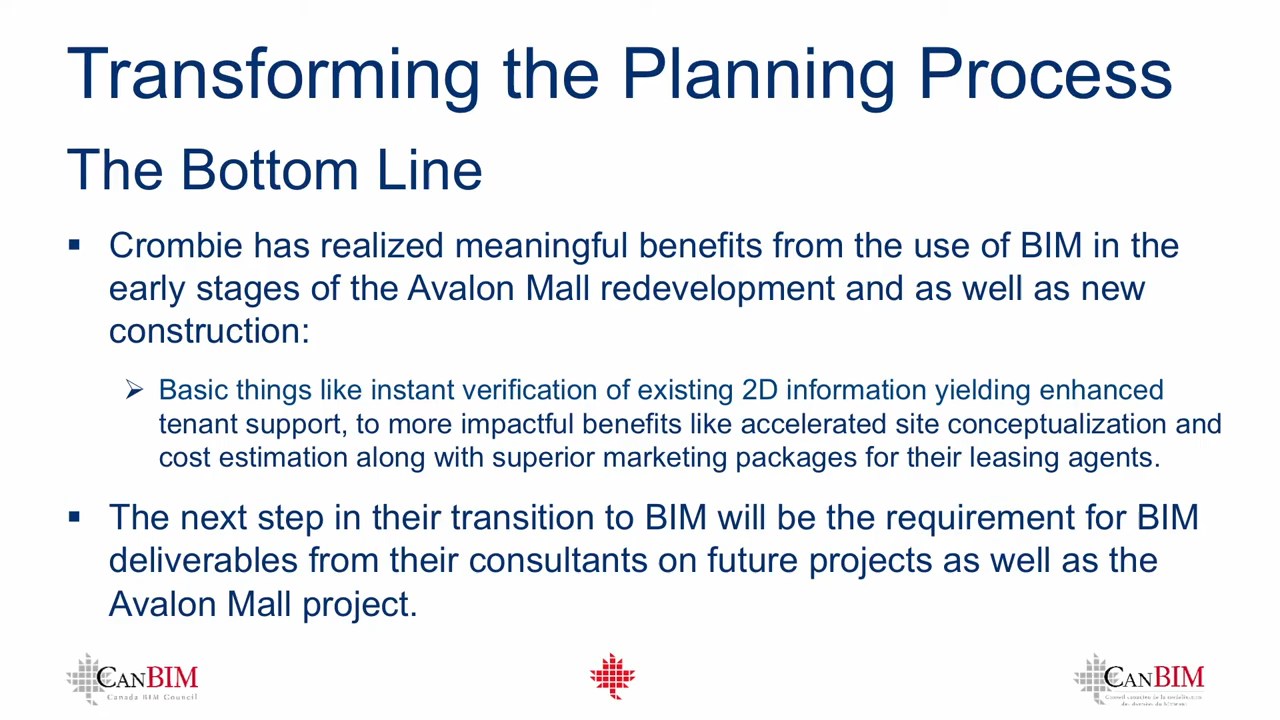 Transforming the Planning Process
The Bottom Line
▪ Crombie has realized meaningful benefits from the use of BIM in the
early stages of the Avalon Mall redevelopment and as well as new
construction:
➢ Basic things like instant verification of existing 2D information yielding enhanced
tenant support, to more impactful benefits like accelerated site conceptualization and
cost estimation along with superior marketing packages for their leasing agents.
▪ The next step in their transition to BIM will be the requirement for BIM
deliverables from their consultants on future projects as well as the
Avalon Mall project.
CANBIM
Canada BIM Council
CANBIM
Conseil canadien de la